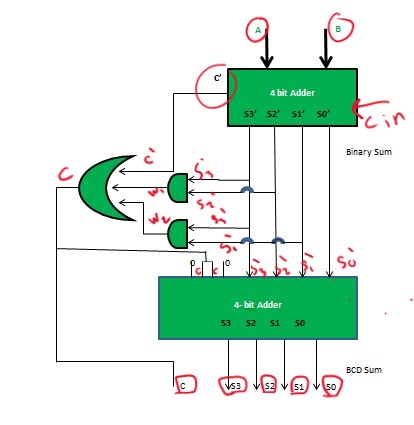 A B
C'
4 bit Adder
S3' S2' S1' S0'
C in
Binary Sum
C'
C
S3'
W1
S2'
W2
S3'
S1'
0 C C 0
S3' S2' S1' S0'
4- bit Adder
S3 S2 S1 S0
BCD Sum
C S3 S2 S1 S0